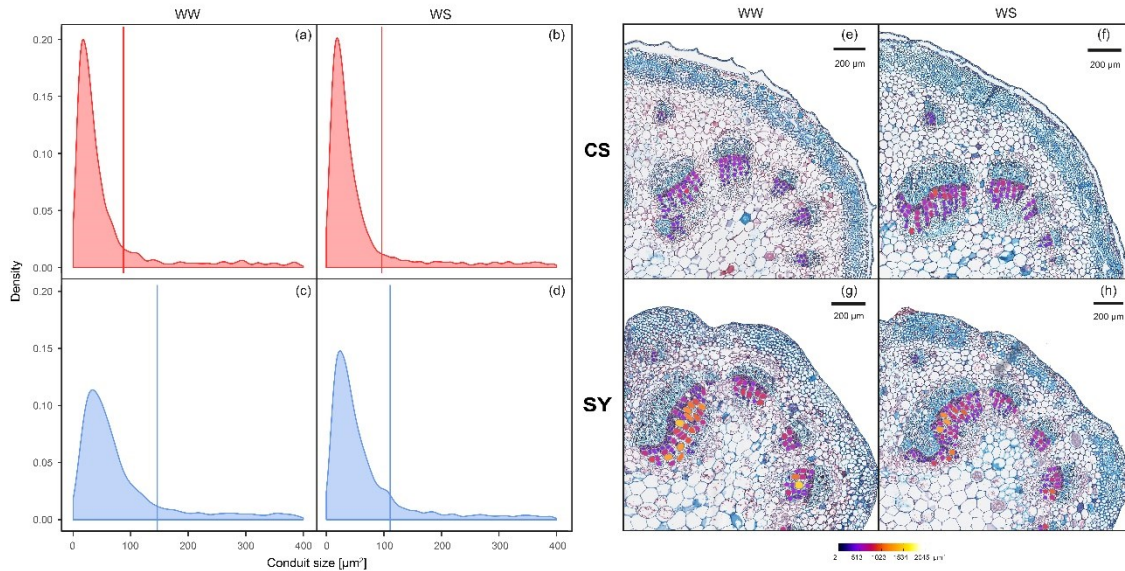 WW WS
WW WS
(a) (b)
(e) (f)
0.20
0.15
0.10
0.05
0.00
200 µm 200 µm
CS
Density
(c) (d)
(g) (h)
0.20
0.15
0.10
0.05
0.00
200 µm 200 µm
SY
0 100 200 300 400 0 100 200 300 400
Conduit size [µm²]
2 513 1023 1534 2045 µm²